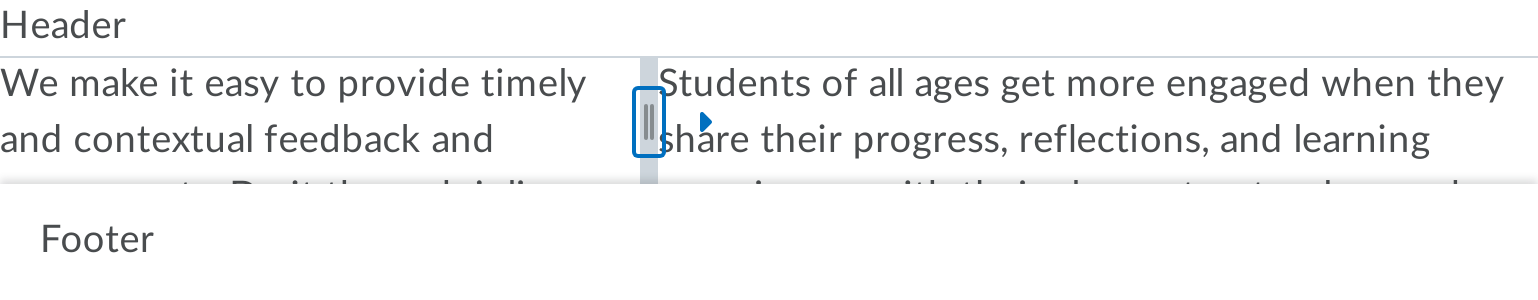 Header
We make it easy to provide timely
and contextual feedback and
Students of all ages get more engaged when they
share their progress, reflections, and learning
Footer